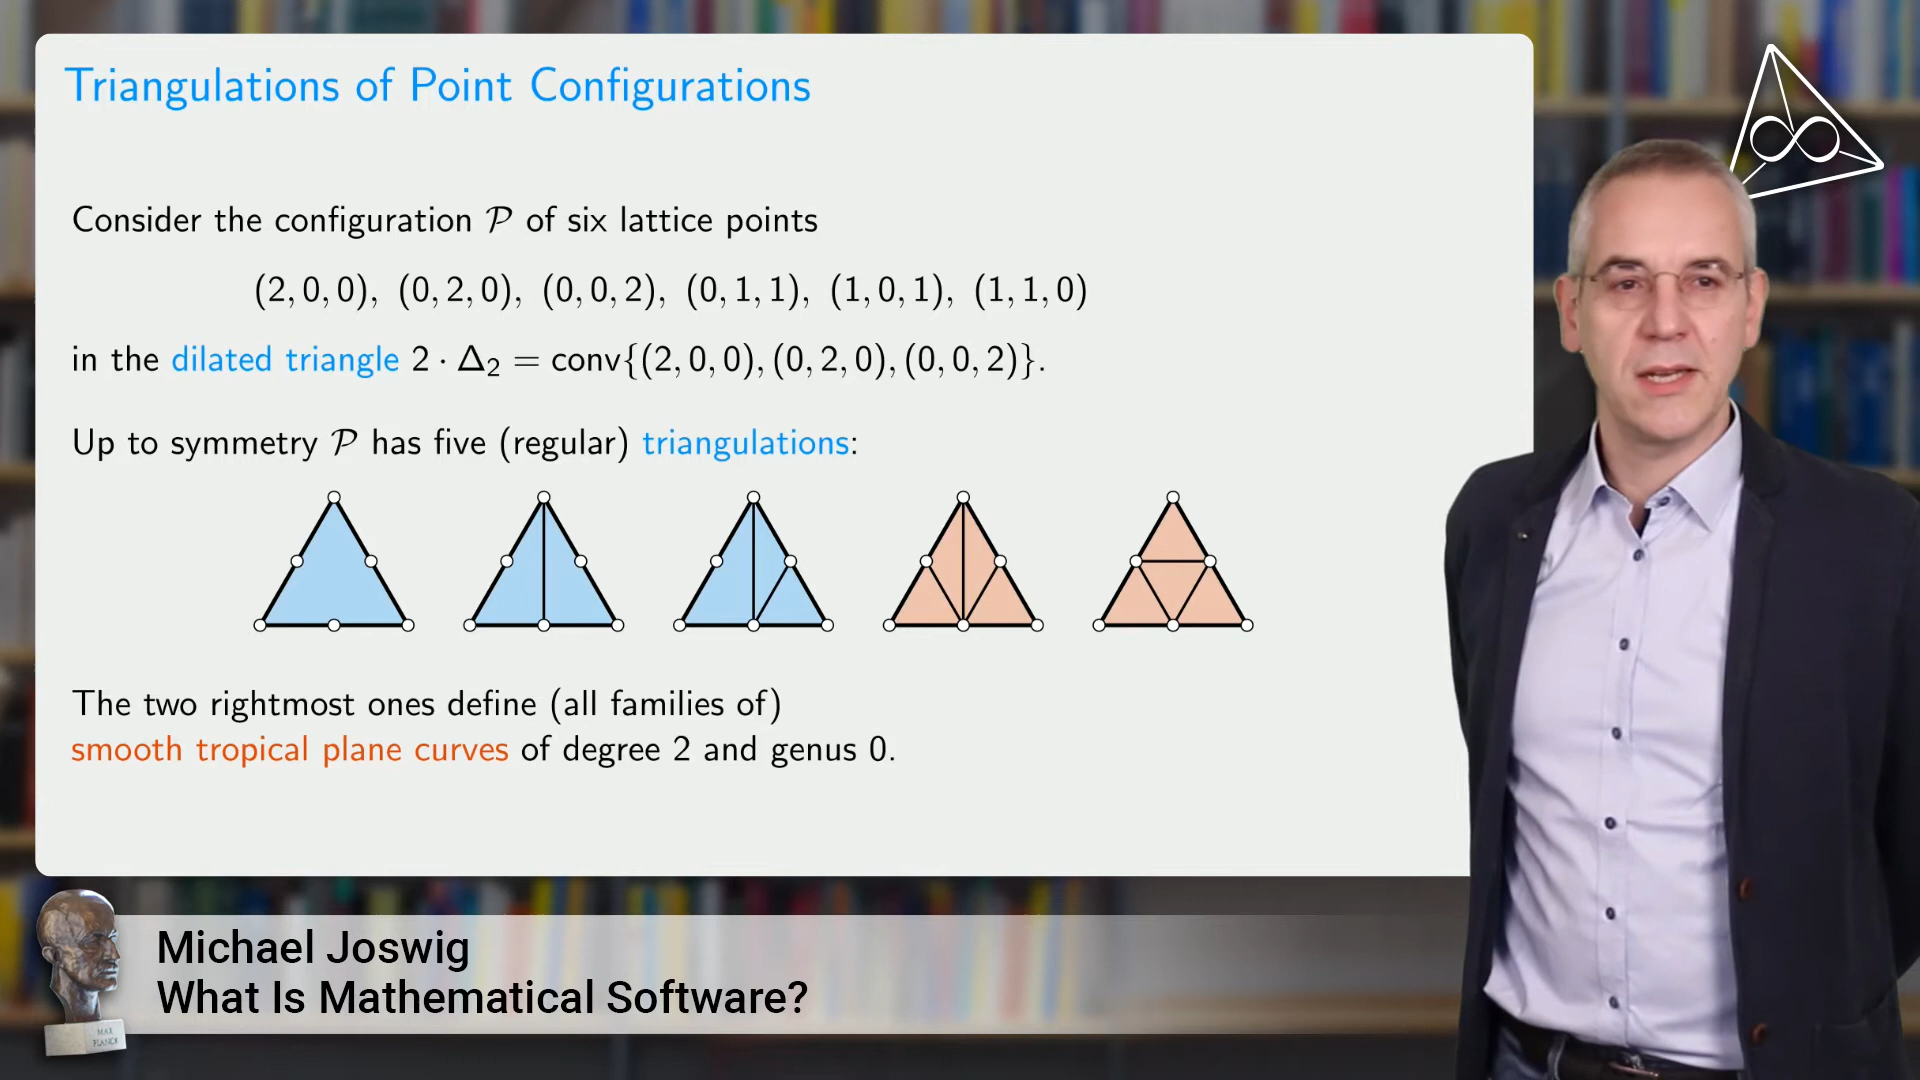 Triangulations of Point Configurations
Consider the configuration 𝒫 of six lattice points
(2, 0, 0), (0, 2, 0), (0, 0, 2), (0, 1, 1), (1, 0, 1), (1, 1, 0)
in the dilated triangle 2 · Δ₂ = conv{(2, 0, 0), (0, 2, 0), (0, 0, 2)}.
Up to symmetry 𝒫 has five (regular) triangulations:
The two rightmost ones define (all families of)
smooth tropical plane curves of degree 2 and genus 0.
Michael Joswig
What Is Mathematical Software?
MAX
PLANCK